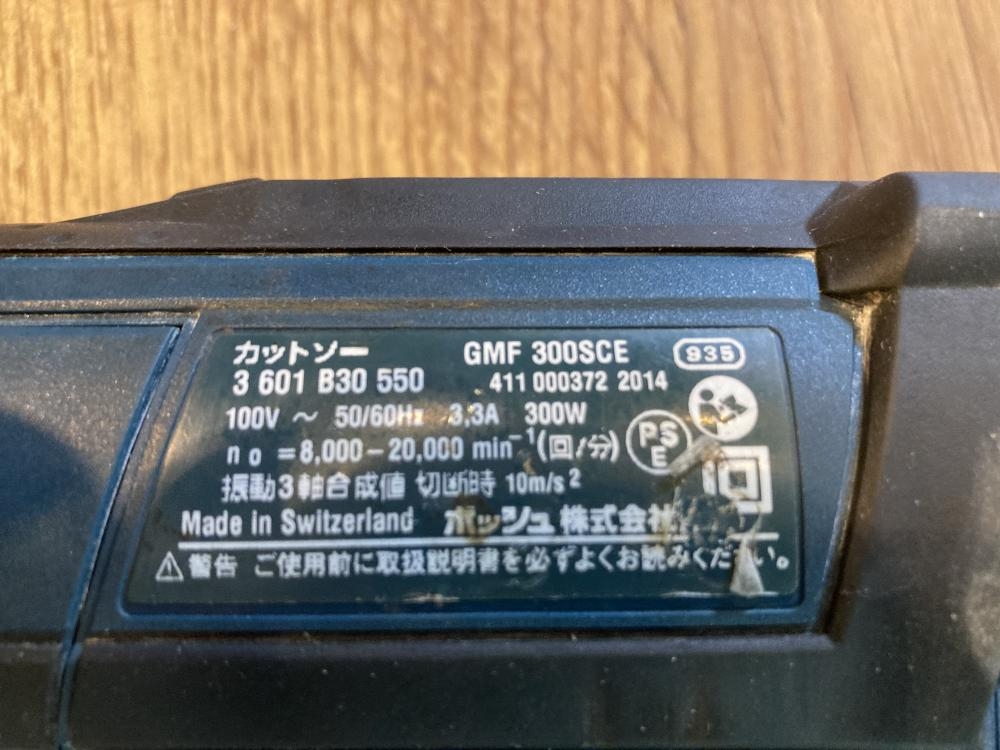 カットソー GMF 300SCE 935
3 601 B30 550 411 000372 2014
100V ～ 50/60Hz 3,3A 300W
n₀ =8,000－20,000 min⁻¹(回/分) PS E
振動3軸合成値 切断時 10m/s²
Made in Switzerland ボッシュ株式会社
⚠警告 ご使用前に取扱説明書を必ずよくお読みください。